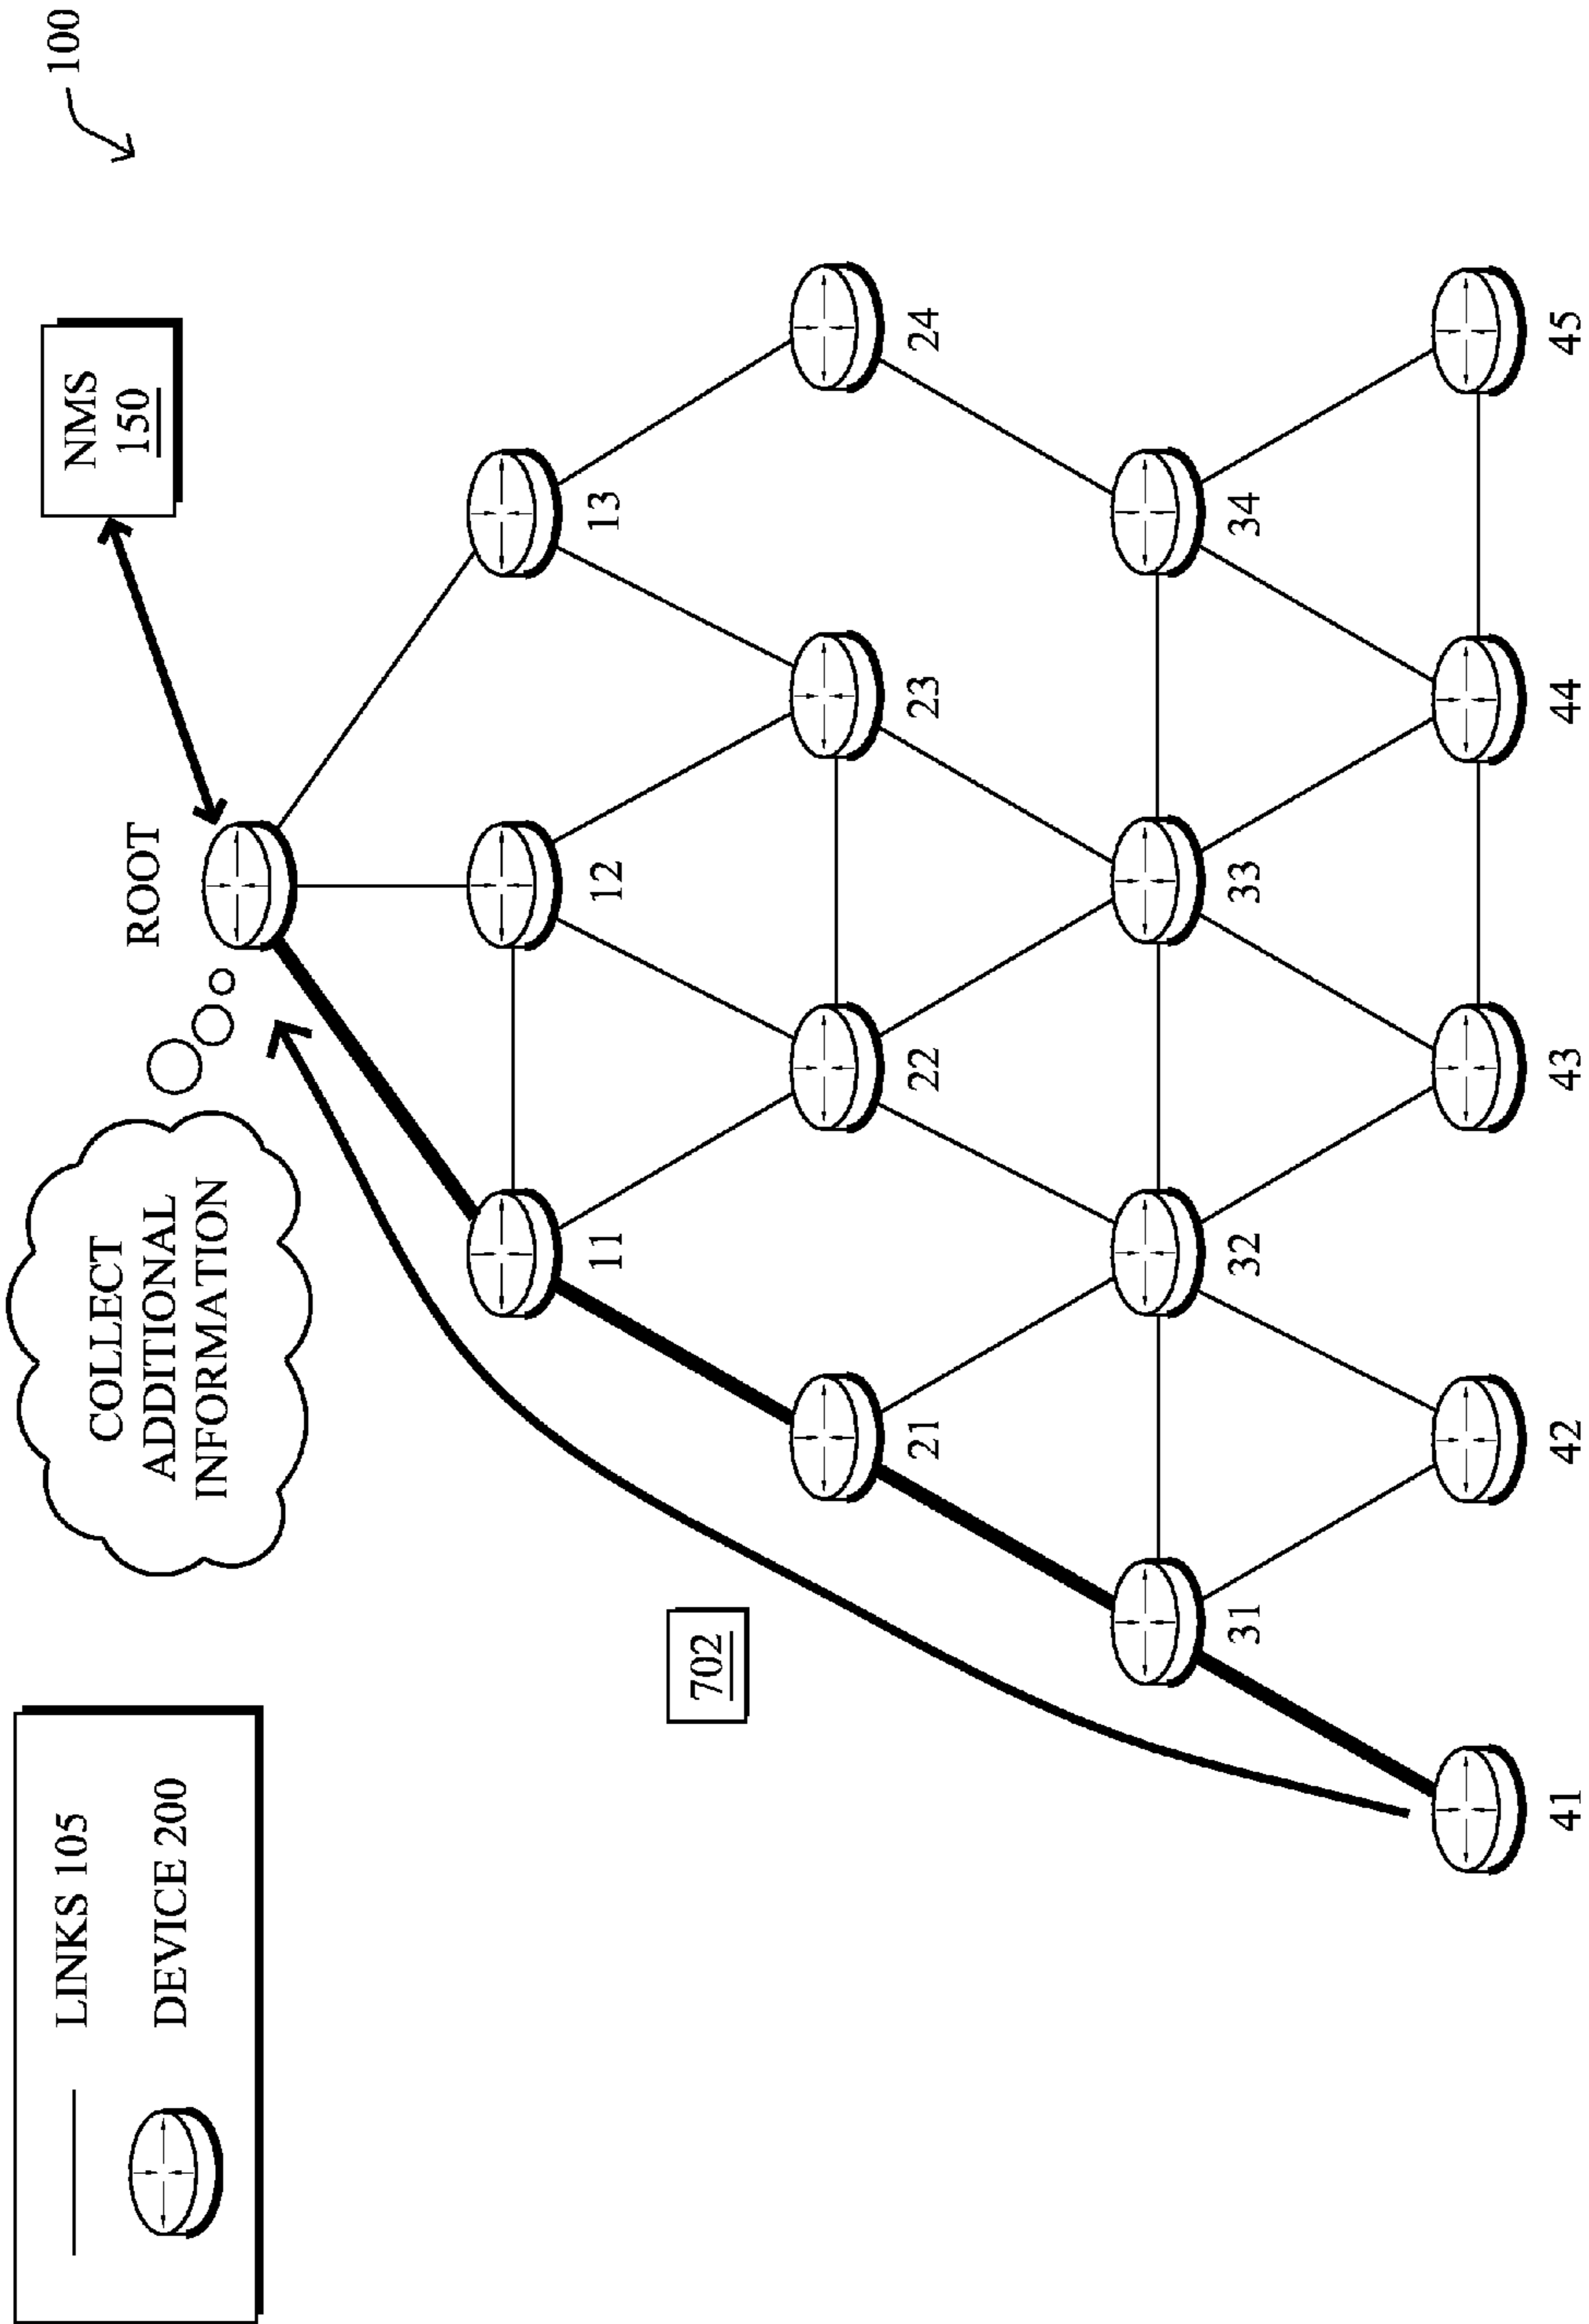 100
LINKS 105
DEVICE 200
COLLECT
ADDITIONAL
INFORMATION
ROOT
NMS
150
11
12
13
702
21
22
23
24
31
32
33
34
41
42
43
44
45